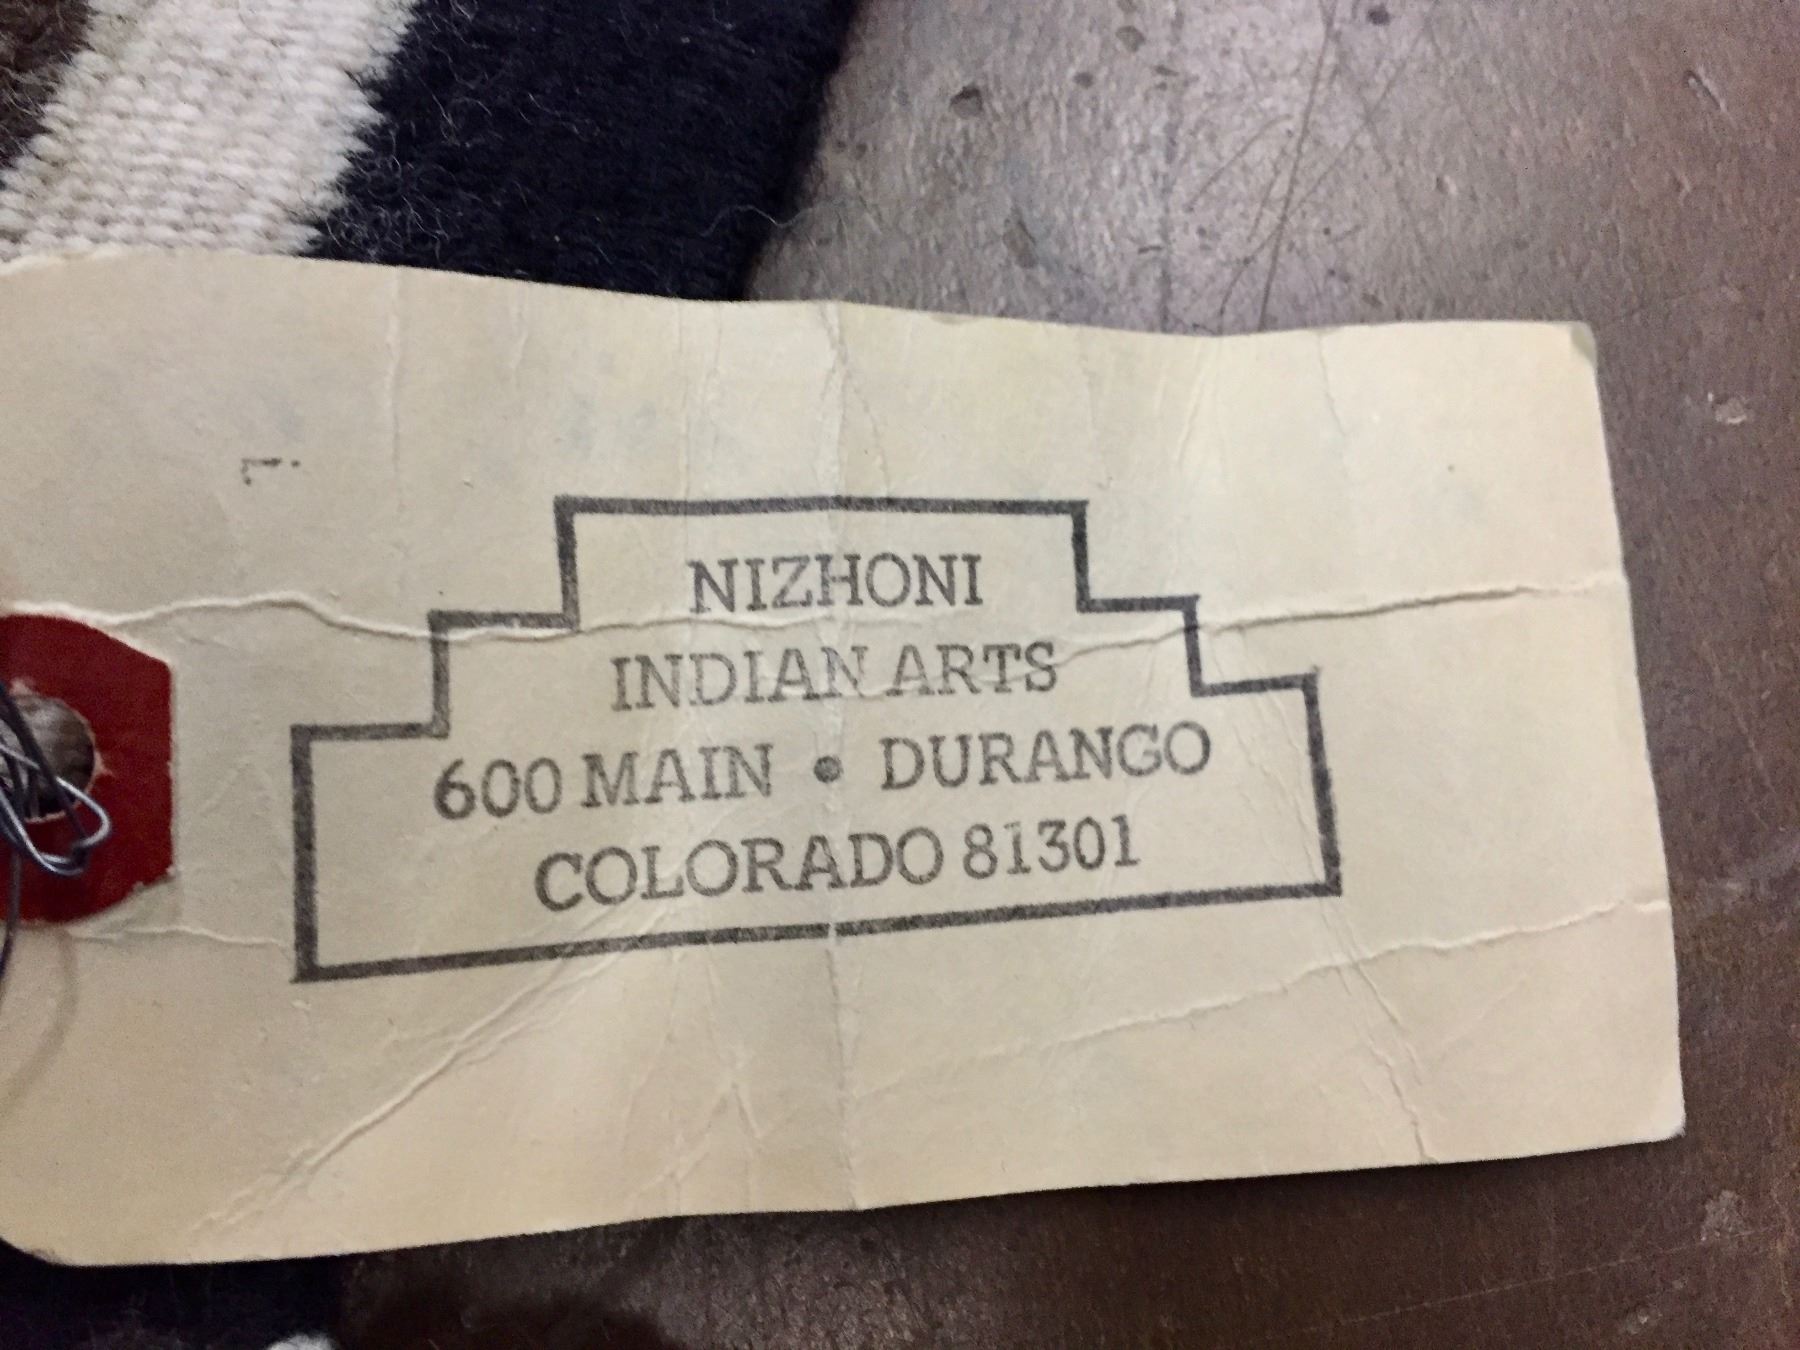 NIZHONI
INDIAN ARTS
600 MAIN • DURANGO
COLORADO 81301